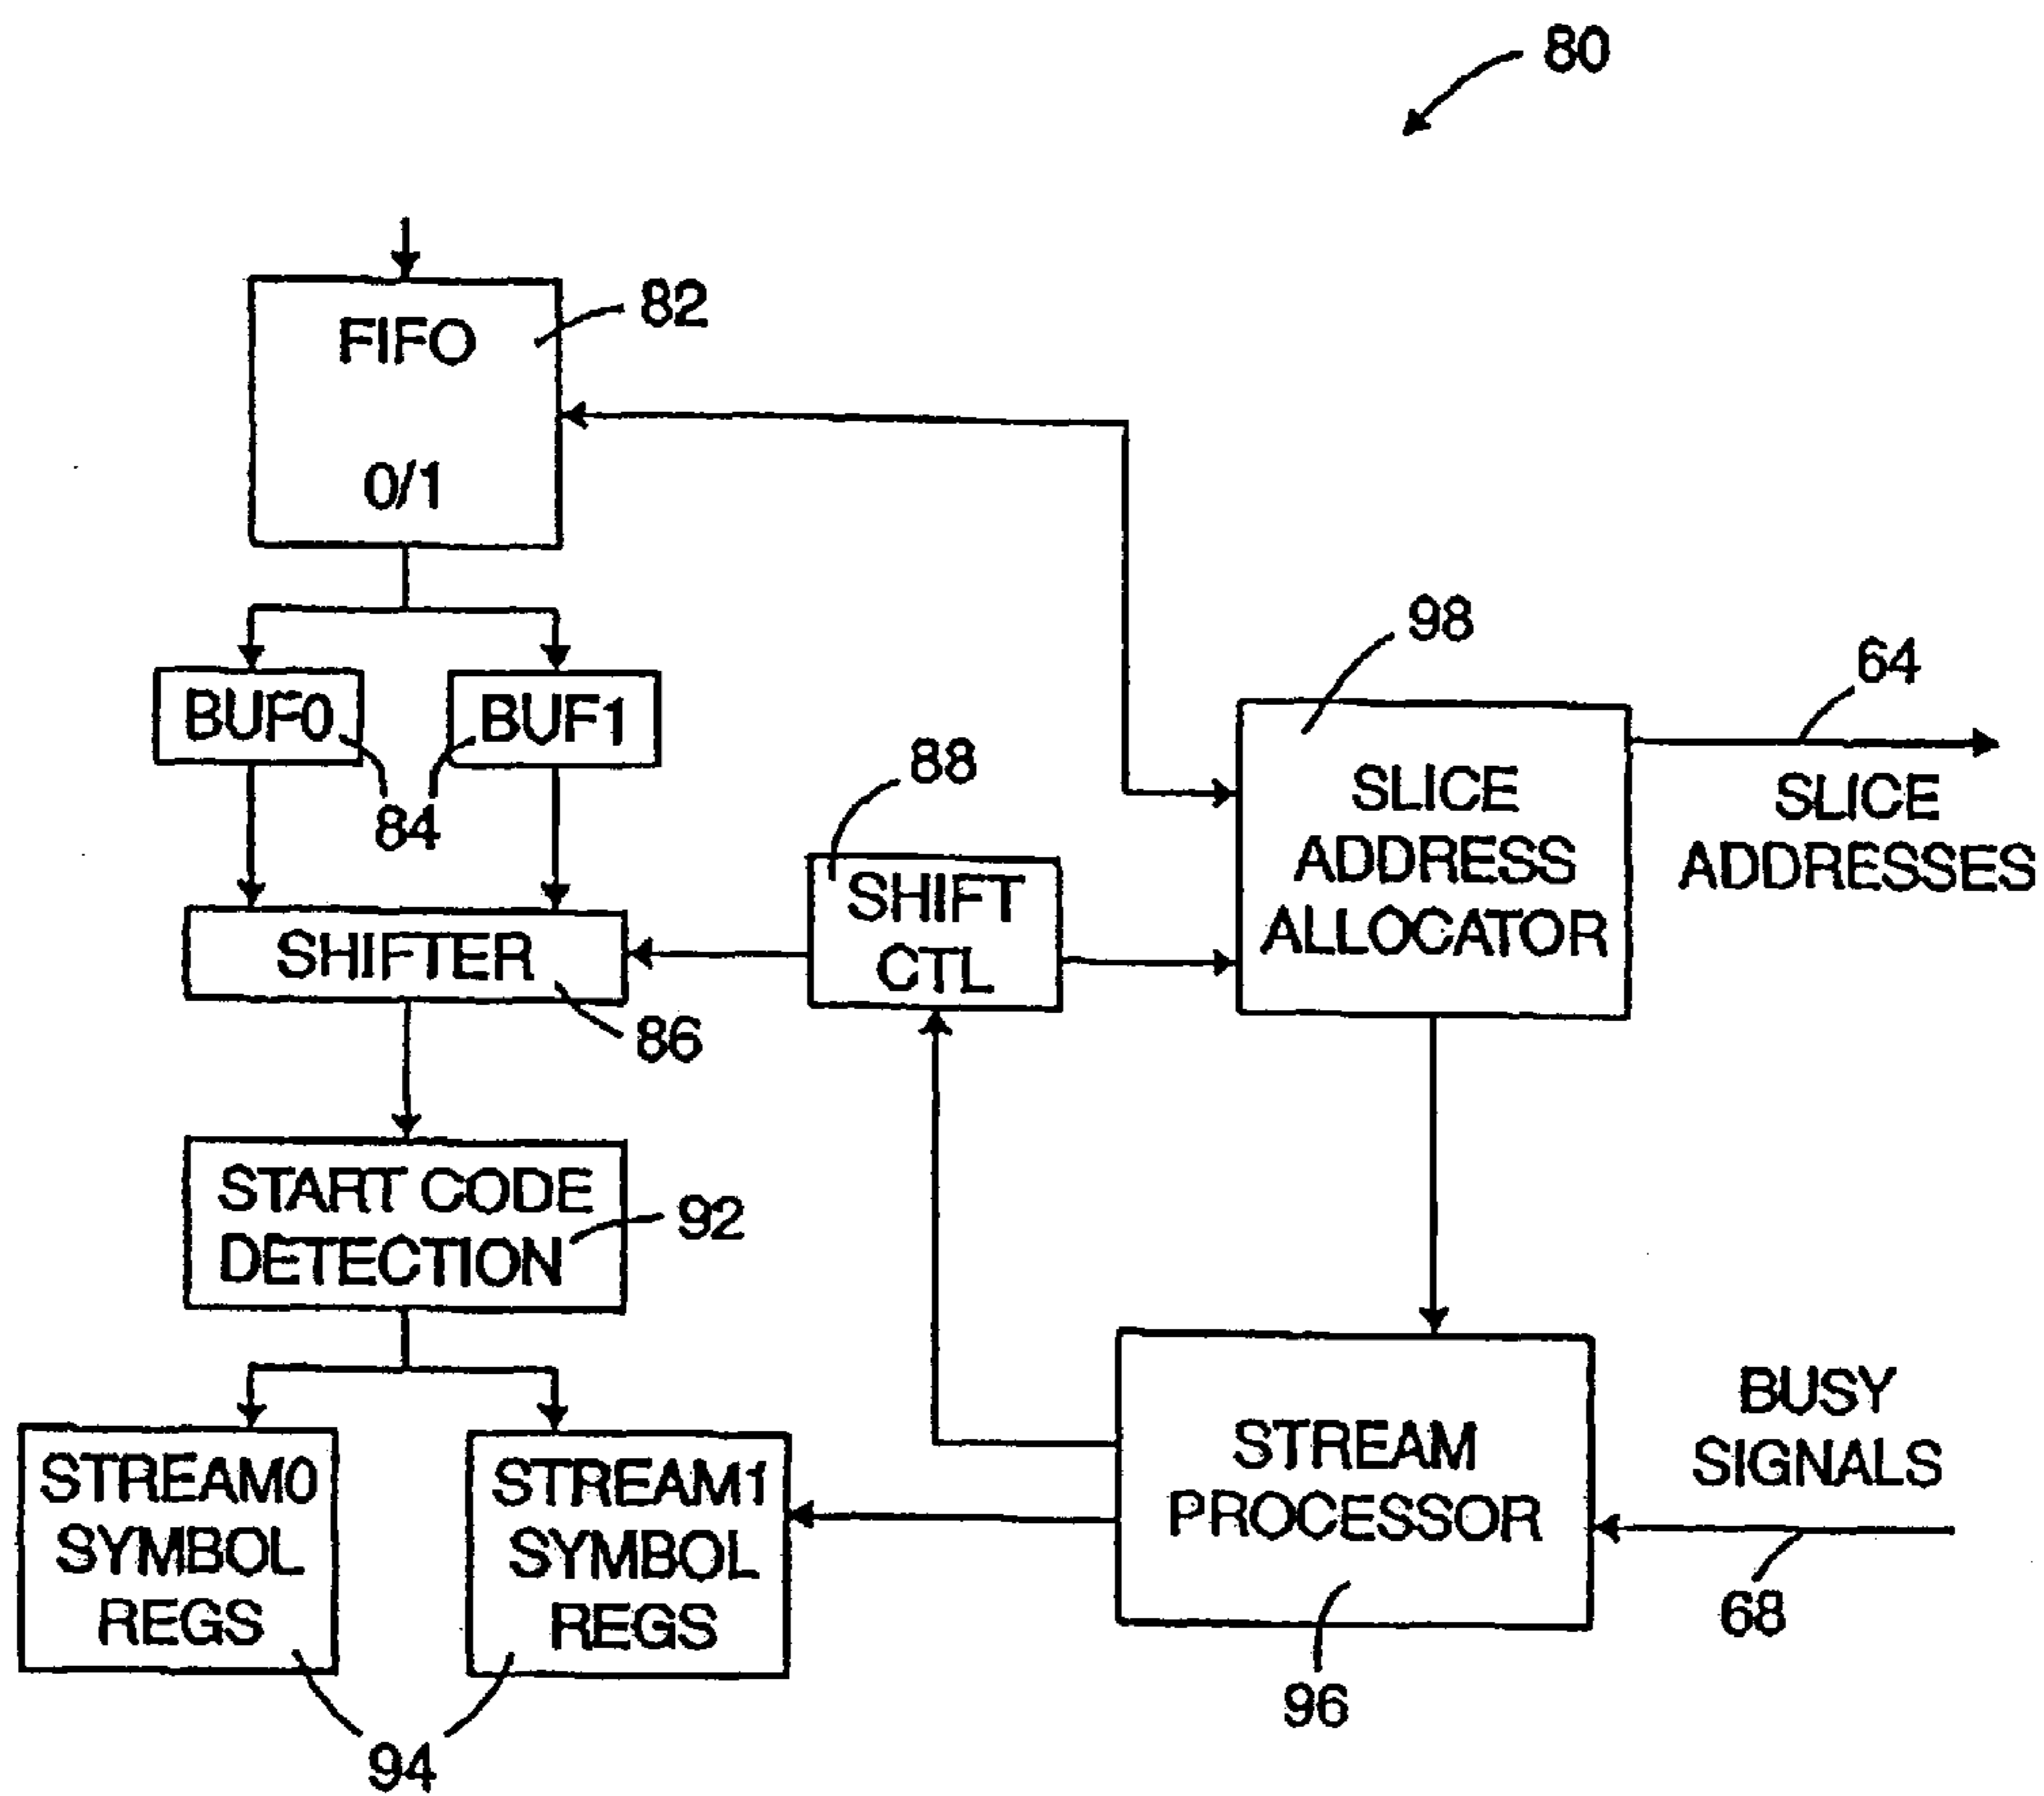 80
FIFO
0/1
82
98
64
BUF0
BUF1
84
88
SLICE
ADDRESS
ALLOCATOR
SLICE
ADDRESSES
SHIFT
CTL
SHIFTER
86
START CODE
DETECTION
92
STREAM0
SYMBOL
REGS
STREAM1
SYMBOL
REGS
94
STREAM
PROCESSOR
96
BUSY
SIGNALS
68